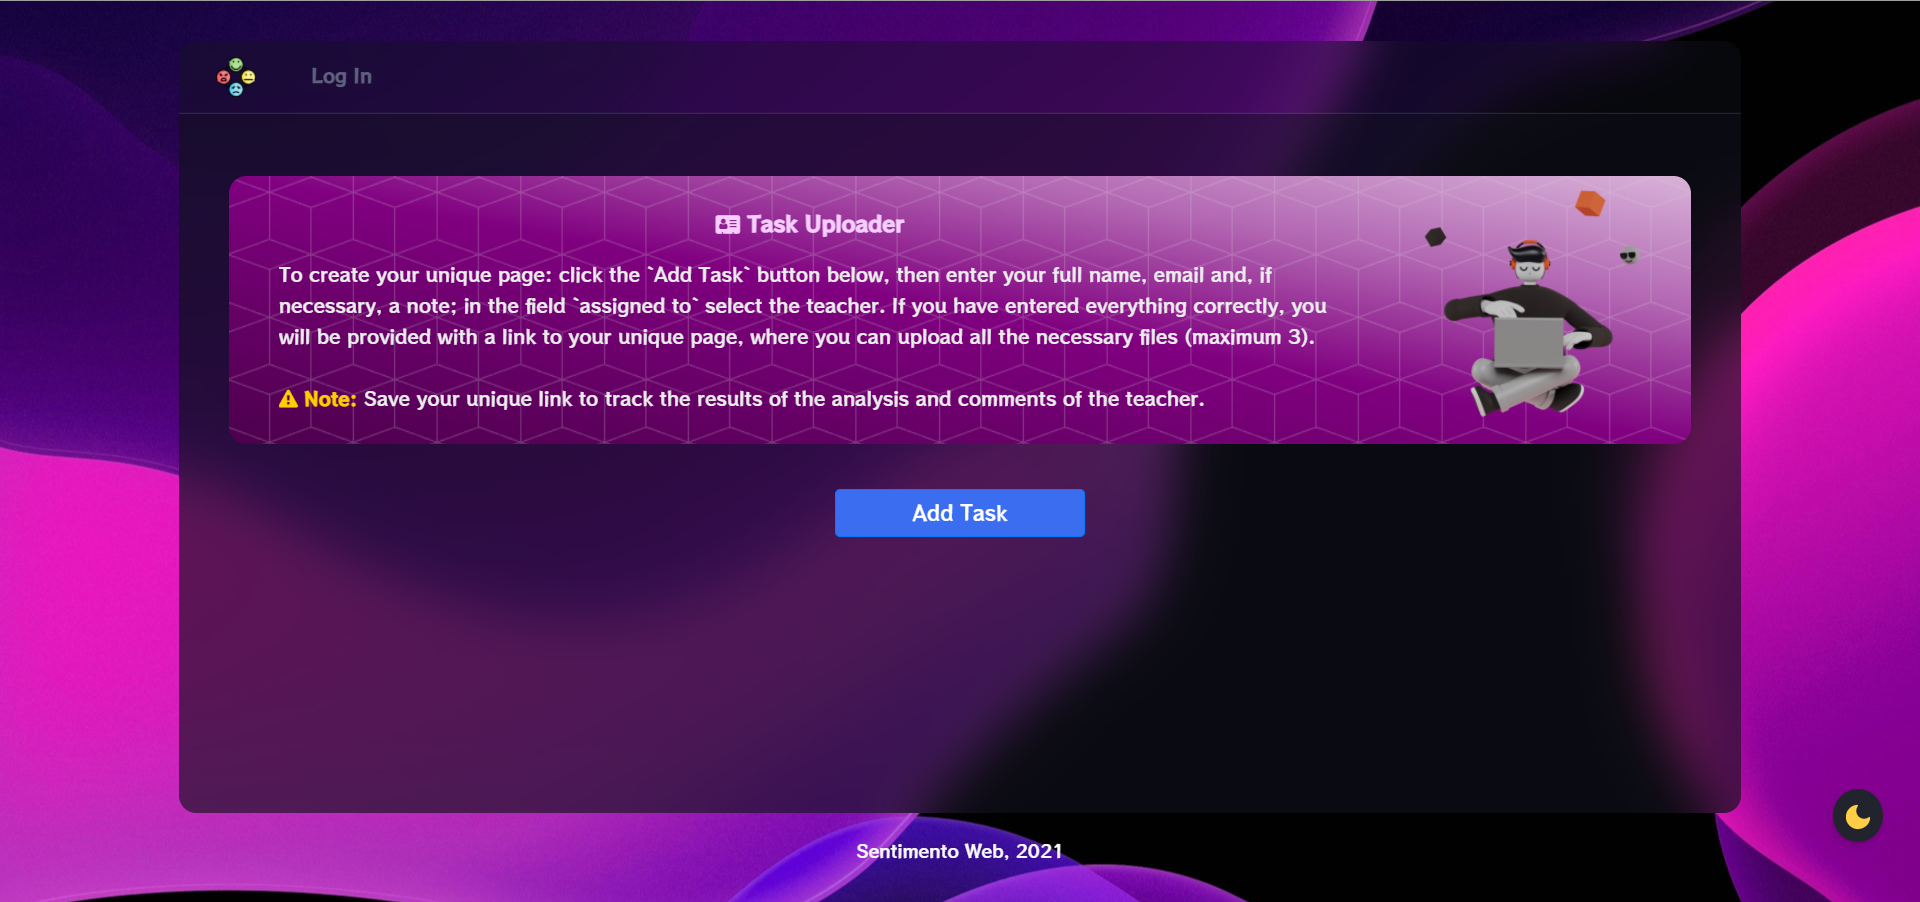 Log In
Task Uploader
To create your unique page: click the `Add Task` button below, then enter your full name, email and, if
necessary, a note; in the field `assigned to` select the teacher. If you have entered everything correctly, you
will be provided with a link to your unique page, where you can upload all the necessary files (maximum 3).
Note: Save your unique link to track the results of the analysis and comments of the teacher.
Add Task
Sentimento Web, 2021